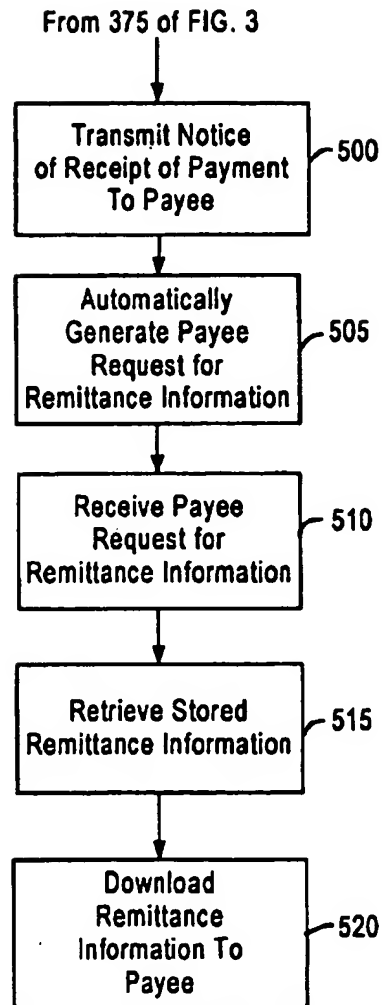 From 375 of FIG. 3
Transmit Notice
of Receipt of Payment
To Payee
500
Automatically
Generate Payee
Request for
Remittance Information
505
Receive Payee
Request for
Remittance Information
510
Retrieve Stored
Remittance Information
515
Download
Remittance
Information To
Payee
520